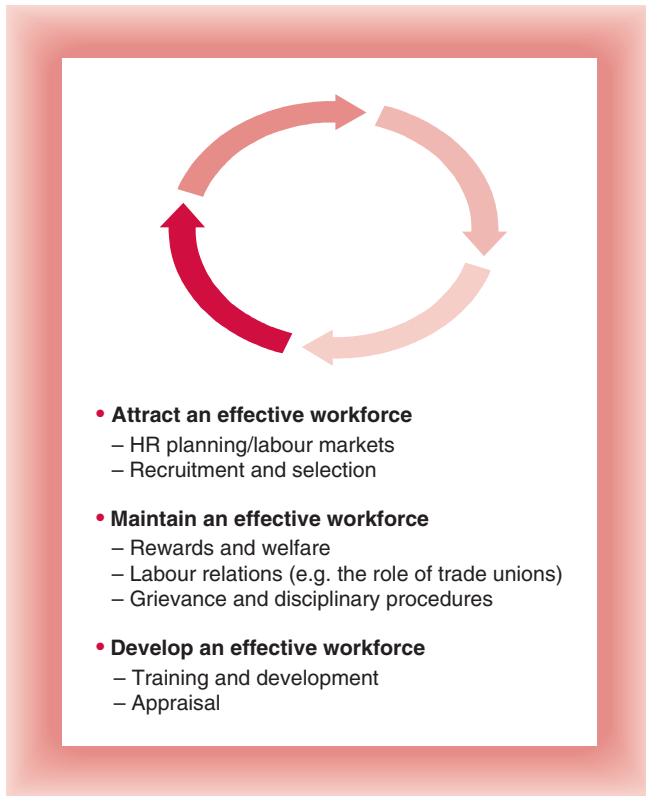 • Attract an effective workforce
– HR planning/labour markets
– Recruitment and selection
• Maintain an effective workforce
– Rewards and welfare
– Labour relations (e.g. the role of trade unions)
– Grievance and disciplinary procedures
• Develop an effective workforce
– Training and development
– Appraisal